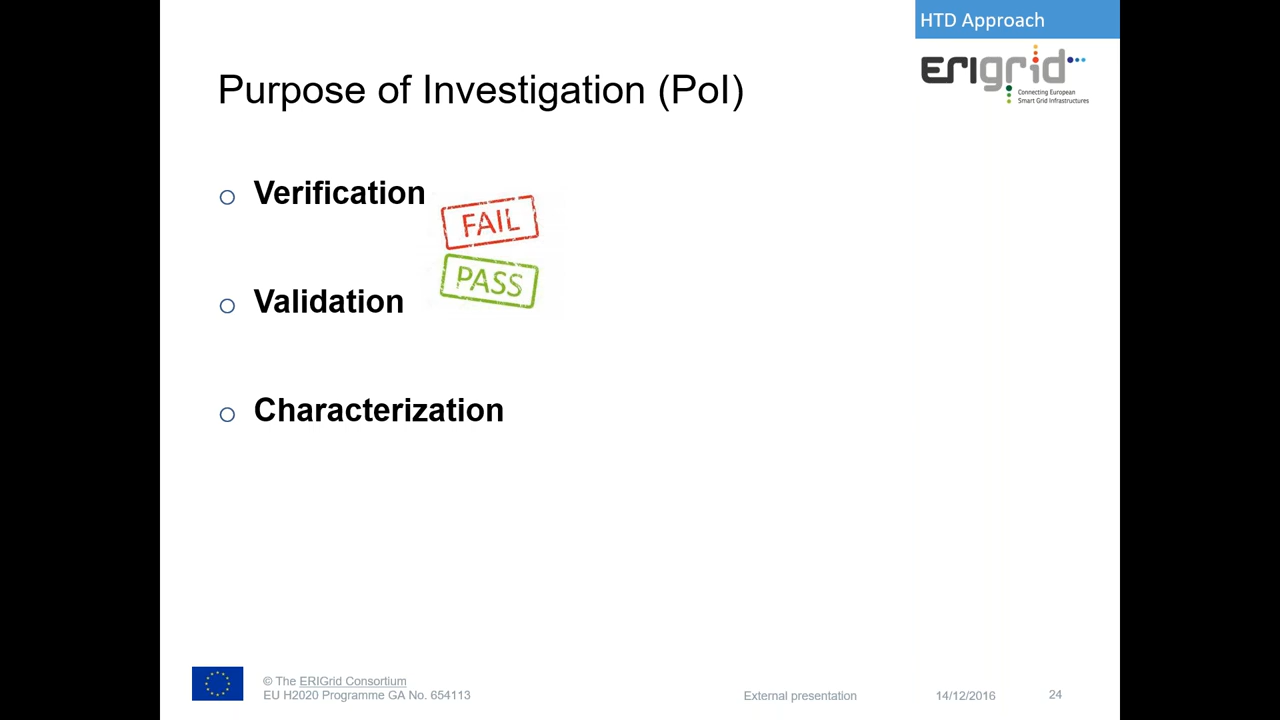 HTD Approach
ERIGrid
Connecting European
Smart Grid Infrastructures
Purpose of Investigation (PoI)
Verification
FAIL
PASS
Validation
Characterization
© The ERIGrid Consortium
EU H2020 Programme GA No. 654113
External presentation
14/12/2016
24